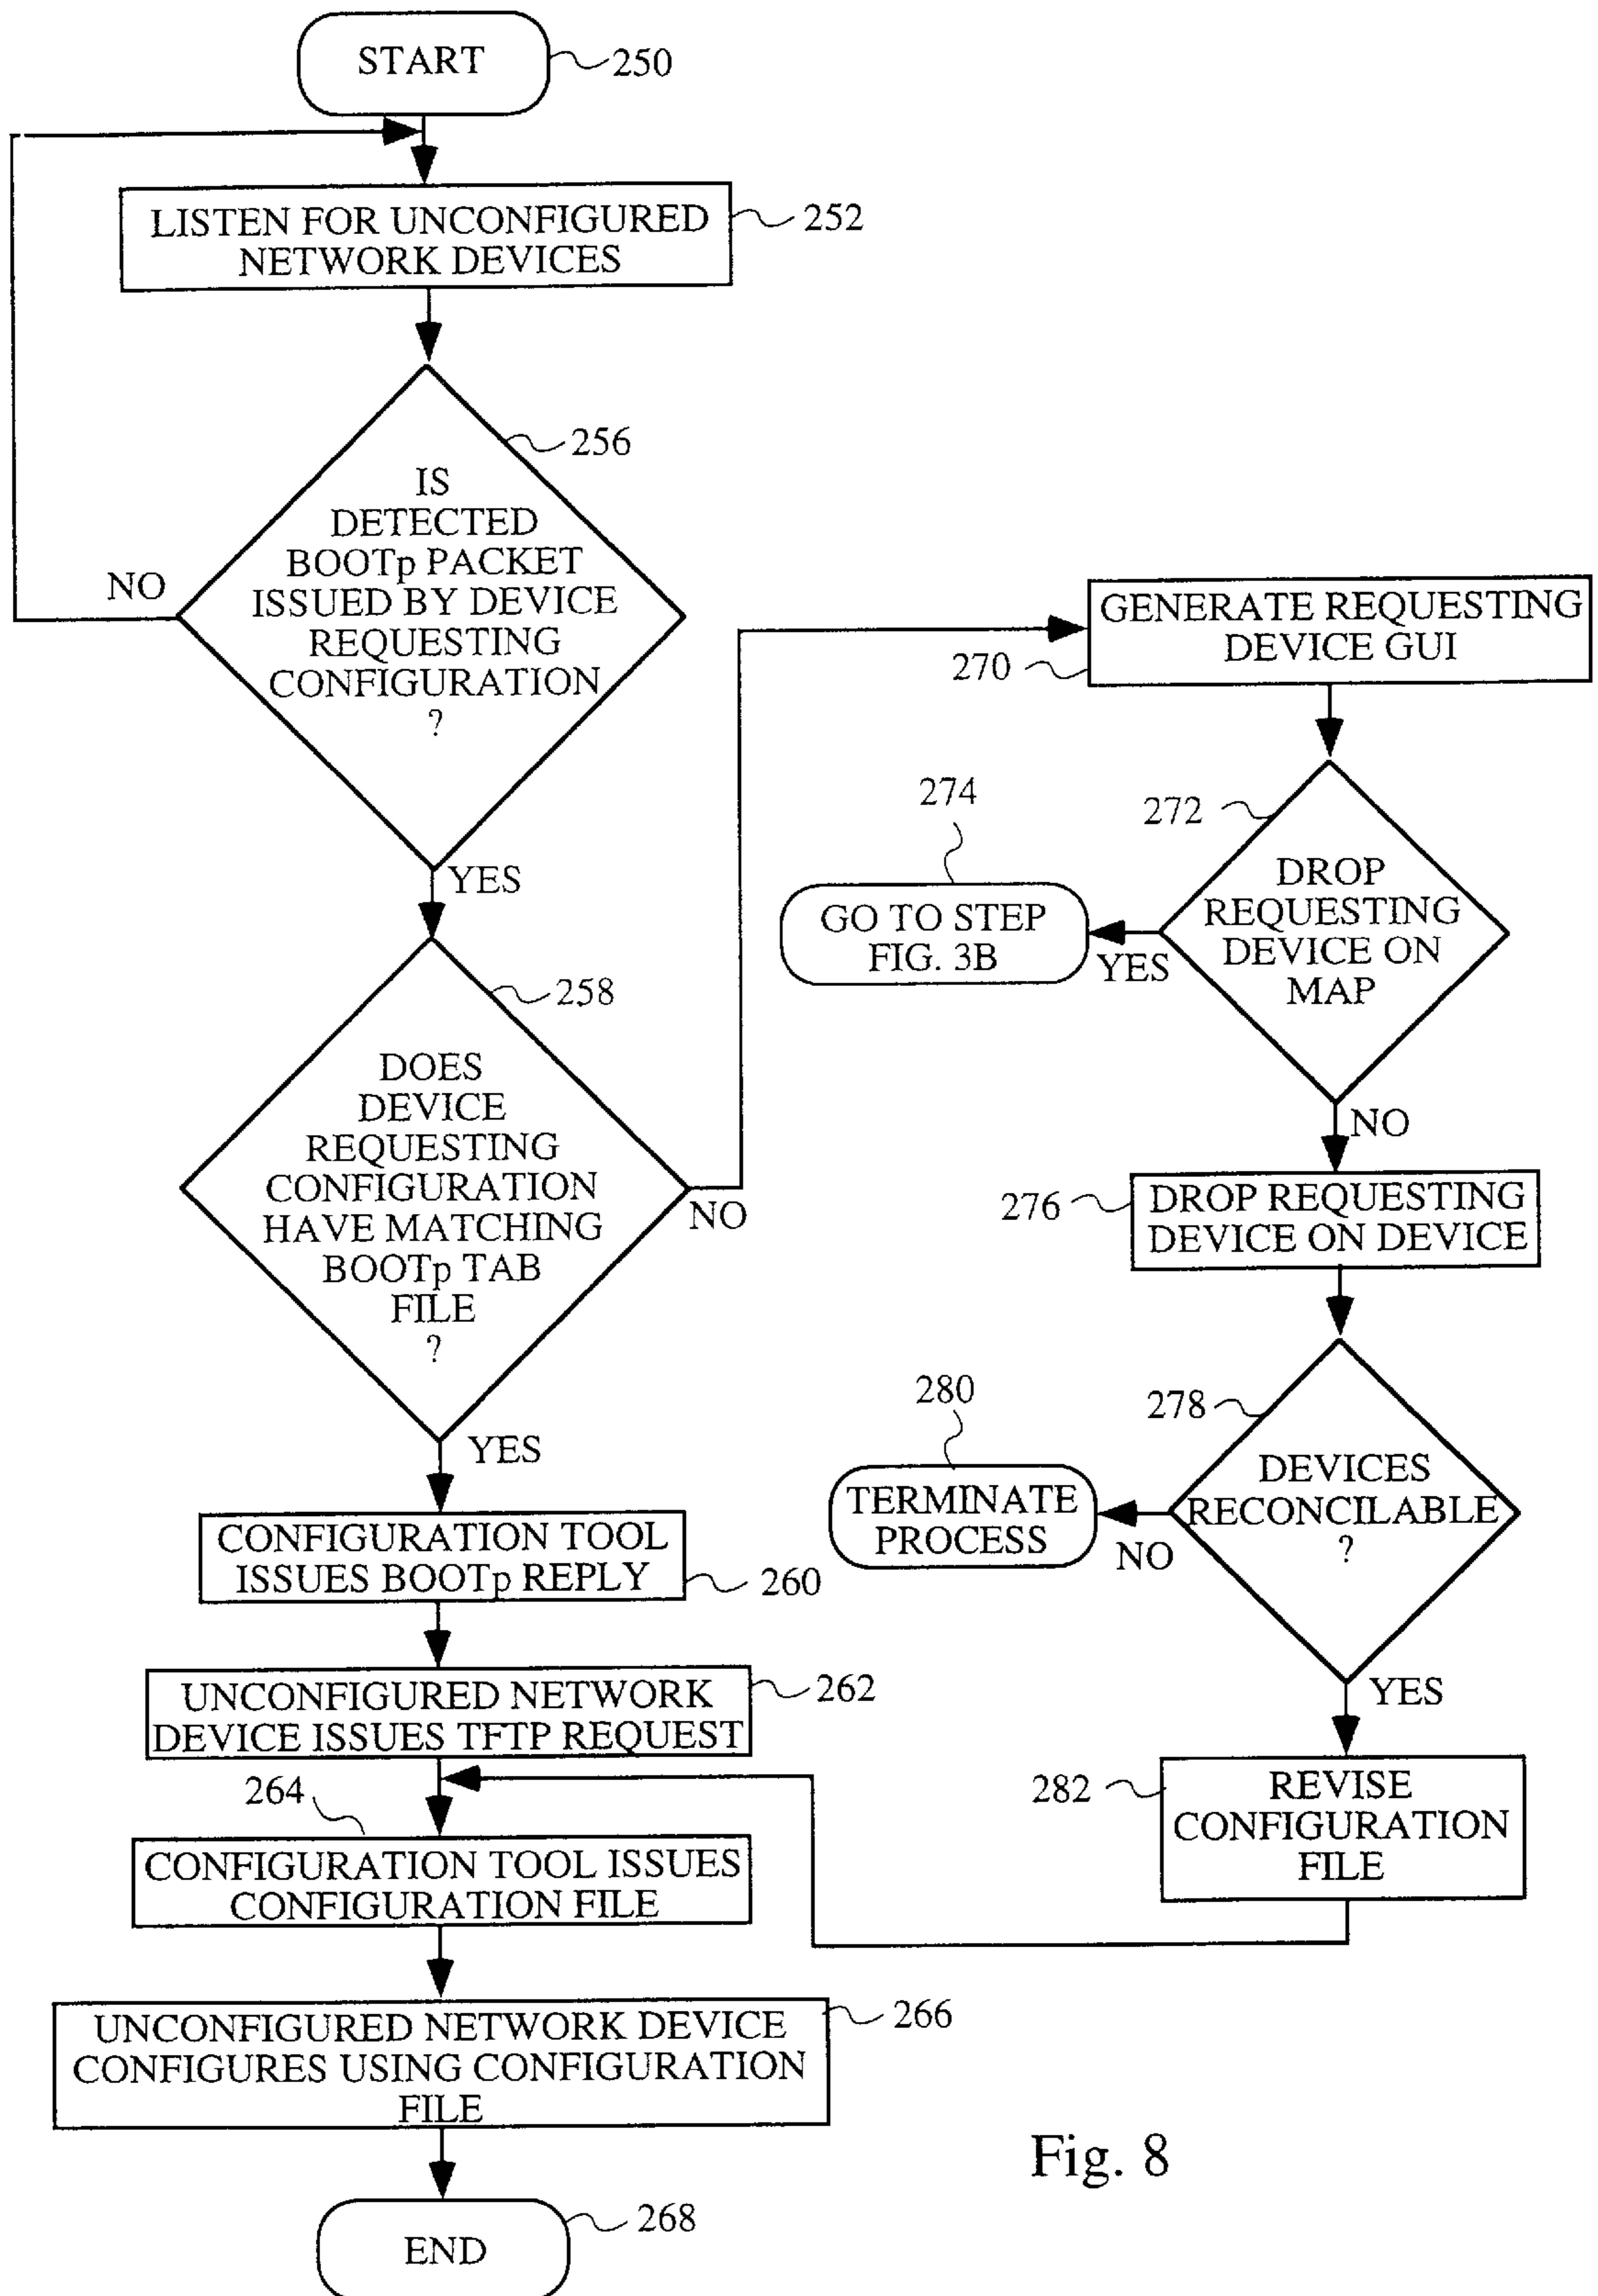 START
250
LISTEN FOR UNCONFIGURED
NETWORK DEVICES
252
256
IS
DETECTED
BOOTp PACKET
ISSUED BY DEVICE
REQUESTING
CONFIGURATION
?
NO
YES
258
DOES
DEVICE
REQUESTING
CONFIGURATION
HAVE MATCHING
BOOTp TAB
FILE
?
NO
YES
CONFIGURATION TOOL
ISSUES BOOTp REPLY
260
UNCONFIGURED NETWORK
DEVICE ISSUES TFTP REQUEST
262
264
CONFIGURATION TOOL ISSUES
CONFIGURATION FILE
UNCONFIGURED NETWORK DEVICE
CONFIGURES USING CONFIGURATION
FILE
266
END
268
GENERATE REQUESTING
DEVICE GUI
270
272
DROP
REQUESTING
DEVICE ON
MAP
274
GO TO STEP
FIG. 3B
YES
NO
276
DROP REQUESTING
DEVICE ON DEVICE
278
DEVICES
RECONCILABLE
?
280
TERMINATE
PROCESS
NO
YES
282
REVISE
CONFIGURATION
FILE
Fig. 8